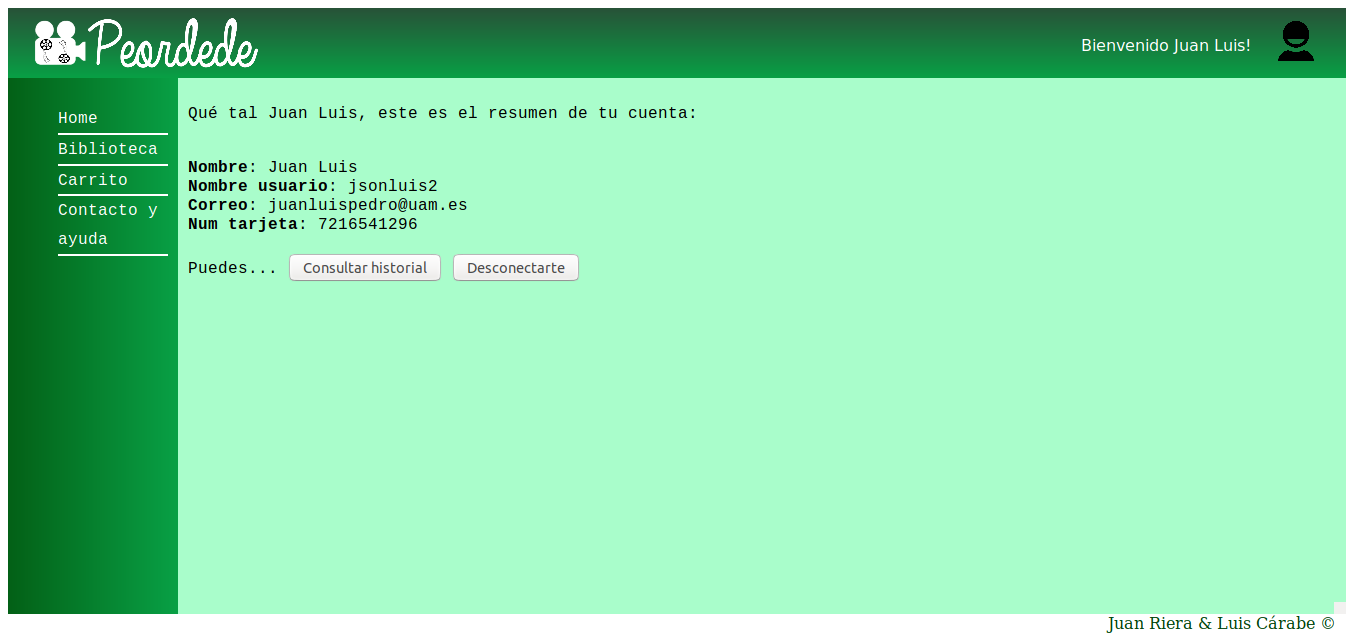 Peordede
Bienvenido Juan Luis!
Home
Biblioteca
Carrito
Contacto y
ayuda
Qué tal Juan Luis, este es el resumen de tu cuenta:
Nombre: Juan Luis
Nombre usuario: jsonluis2
Correo: juanluispedro@uam.es
Num tarjeta: 7216541296
Puedes... Consultar historial Desconectarte
Juan Riera & Luis Cárabe ©